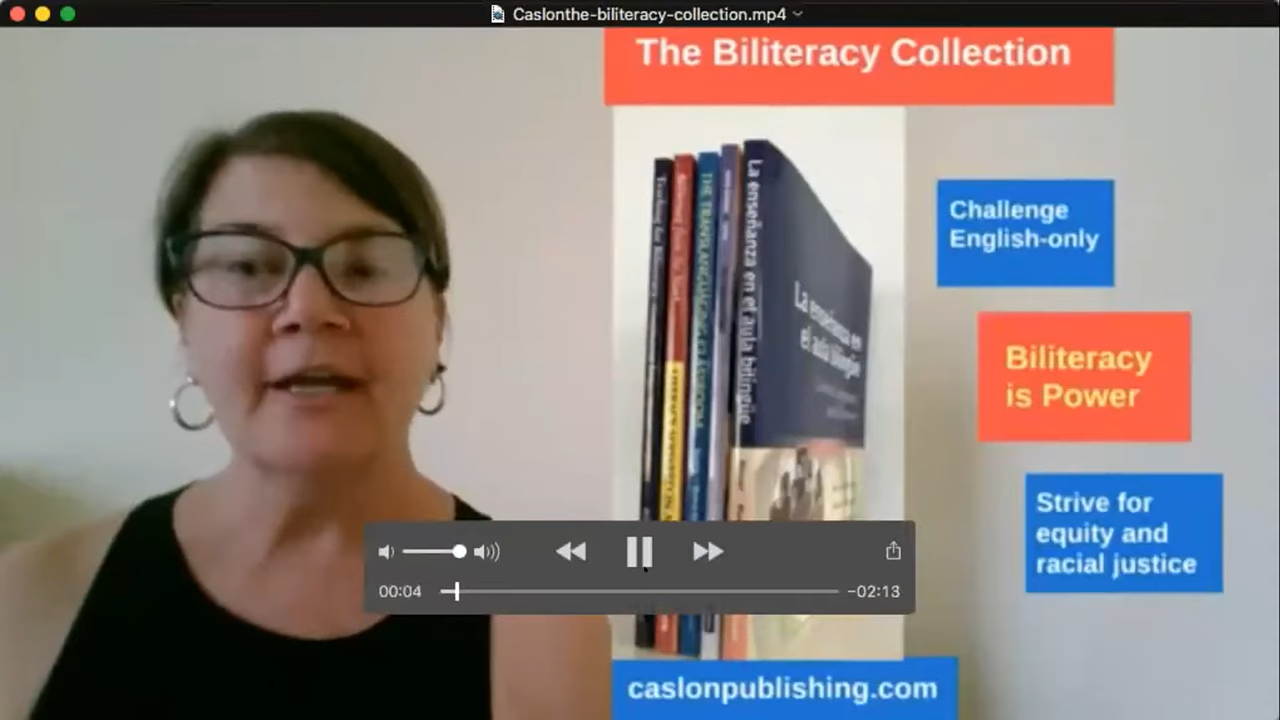 Caslonthe-biliteracy-collection.mp4
The Biliteracy Collection
La enseñanza en el aula bilingüe
THE TRANSLANGUAGING CLASSROOM
La enseñanza en
el aula bilingüe
Challenge
English-only
Biliteracy
is Power
Strive for
equity and
racial justice
00:04
-02:13
caslonpublishing.com